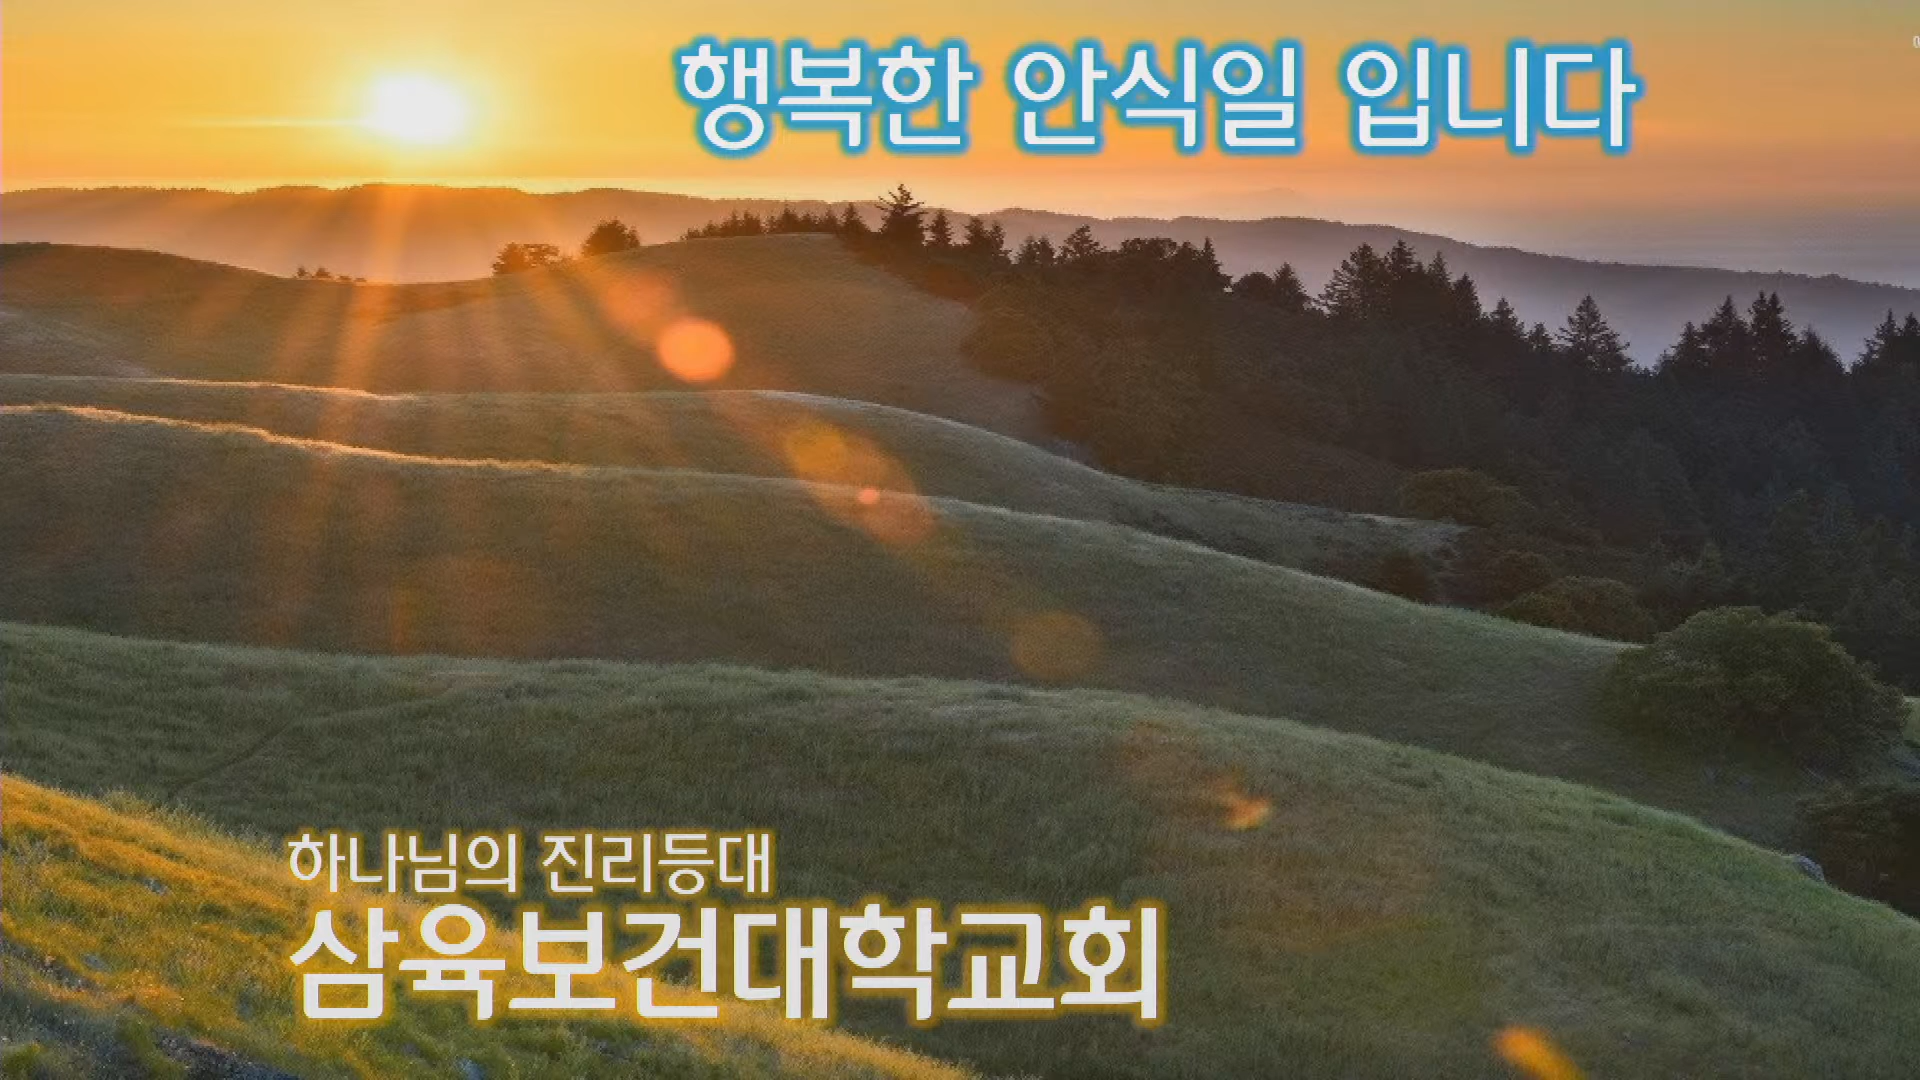 행복한 안식일 입니다
하나님의 진리등대
삼육보건대학교회